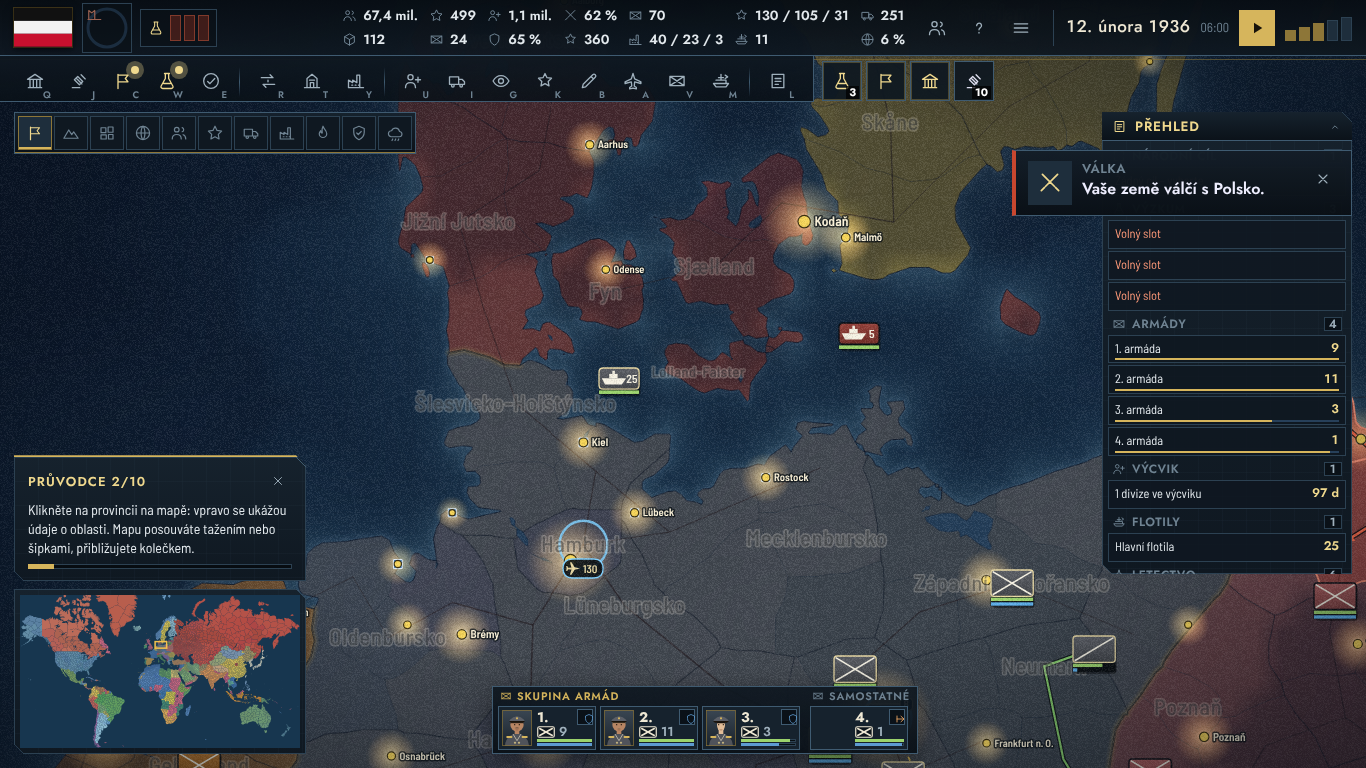 67,4 mil. 499 1,1 mil. 62 % 70 130 / 105 / 31 251
112 24 65 % 360 40 / 23 / 3 11 6 %
12. února 1936 06:00
Q J C W E R T Y U I G K B A V M L
3 10
PŘEHLED
VÁLKA
Vaše země válčí s Polsko.
Volný slot
Volný slot
Volný slot
ARMÁDY 4
1. armáda 9
2. armáda 11
3. armáda 3
4. armáda 1
VÝCVIK 1
1 divize ve výcviku 97 d
FLOTILY 1
Hlavní flotila 25
Skåne
Aarhus
Jižní Jutsko
Kodaň
Malmö
Odense
Sjælland
Fyn
5
25
Lolland-Falster
Šlesvicko-Holštýnsko
Kiel
Rostock
Lübeck
Hamburk
130
Mecklenbursko
Lüneburgsko
Oldenbursko
Brémy
Poznaň
Poznaň
Frankfurt n. O.
Osnabrück
PRŮVODCE 2/10
Klikněte na provincii na mapě: vpravo se ukážou
údaje o oblasti. Mapu posouváte tažením nebo
šipkami, přibližujete kolečkem.
SKUPINA ARMÁD SAMOSTATNÉ
1. 9
2. 11
3. 3
4. 1